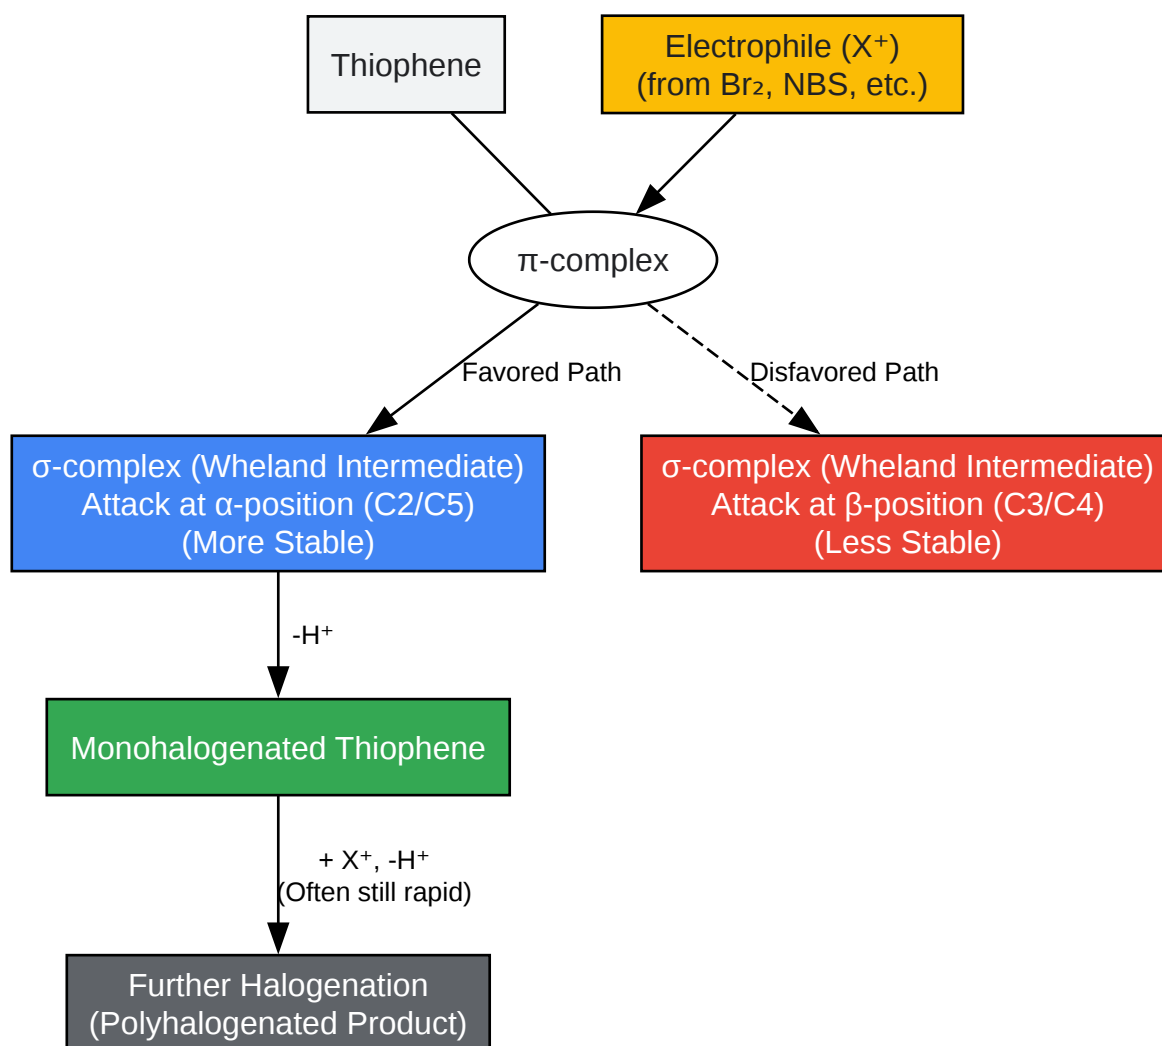 Thiophene
Electrophile (X⁺)
(from Br₂, NBS, etc.)
π-complex
Favored Path
Disfavored Path
σ-complex (Wheland Intermediate)
Attack at α-position (C2/C5)
(More Stable)
σ-complex (Wheland Intermediate)
Attack at β-position (C3/C4)
(Less Stable)
-H⁺
Monohalogenated Thiophene
+ X⁺, -H⁺
(Often still rapid)
Further Halogenation
(Polyhalogenated Product)